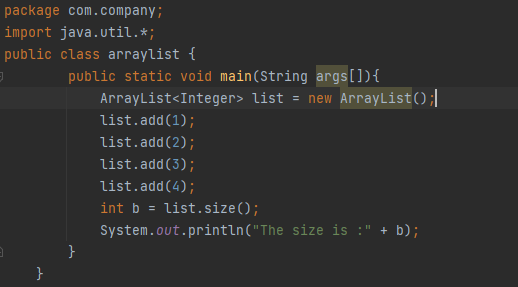 package com.company;
import java.util.*;
public class arraylist {
public static void main(String args[]){
ArrayList<Integer> list = new ArrayList();
list.add(1);
list.add(2);
list.add(3);
list.add(4);
int b = list.size();
System.out.println("The size is :" + b);
}
}